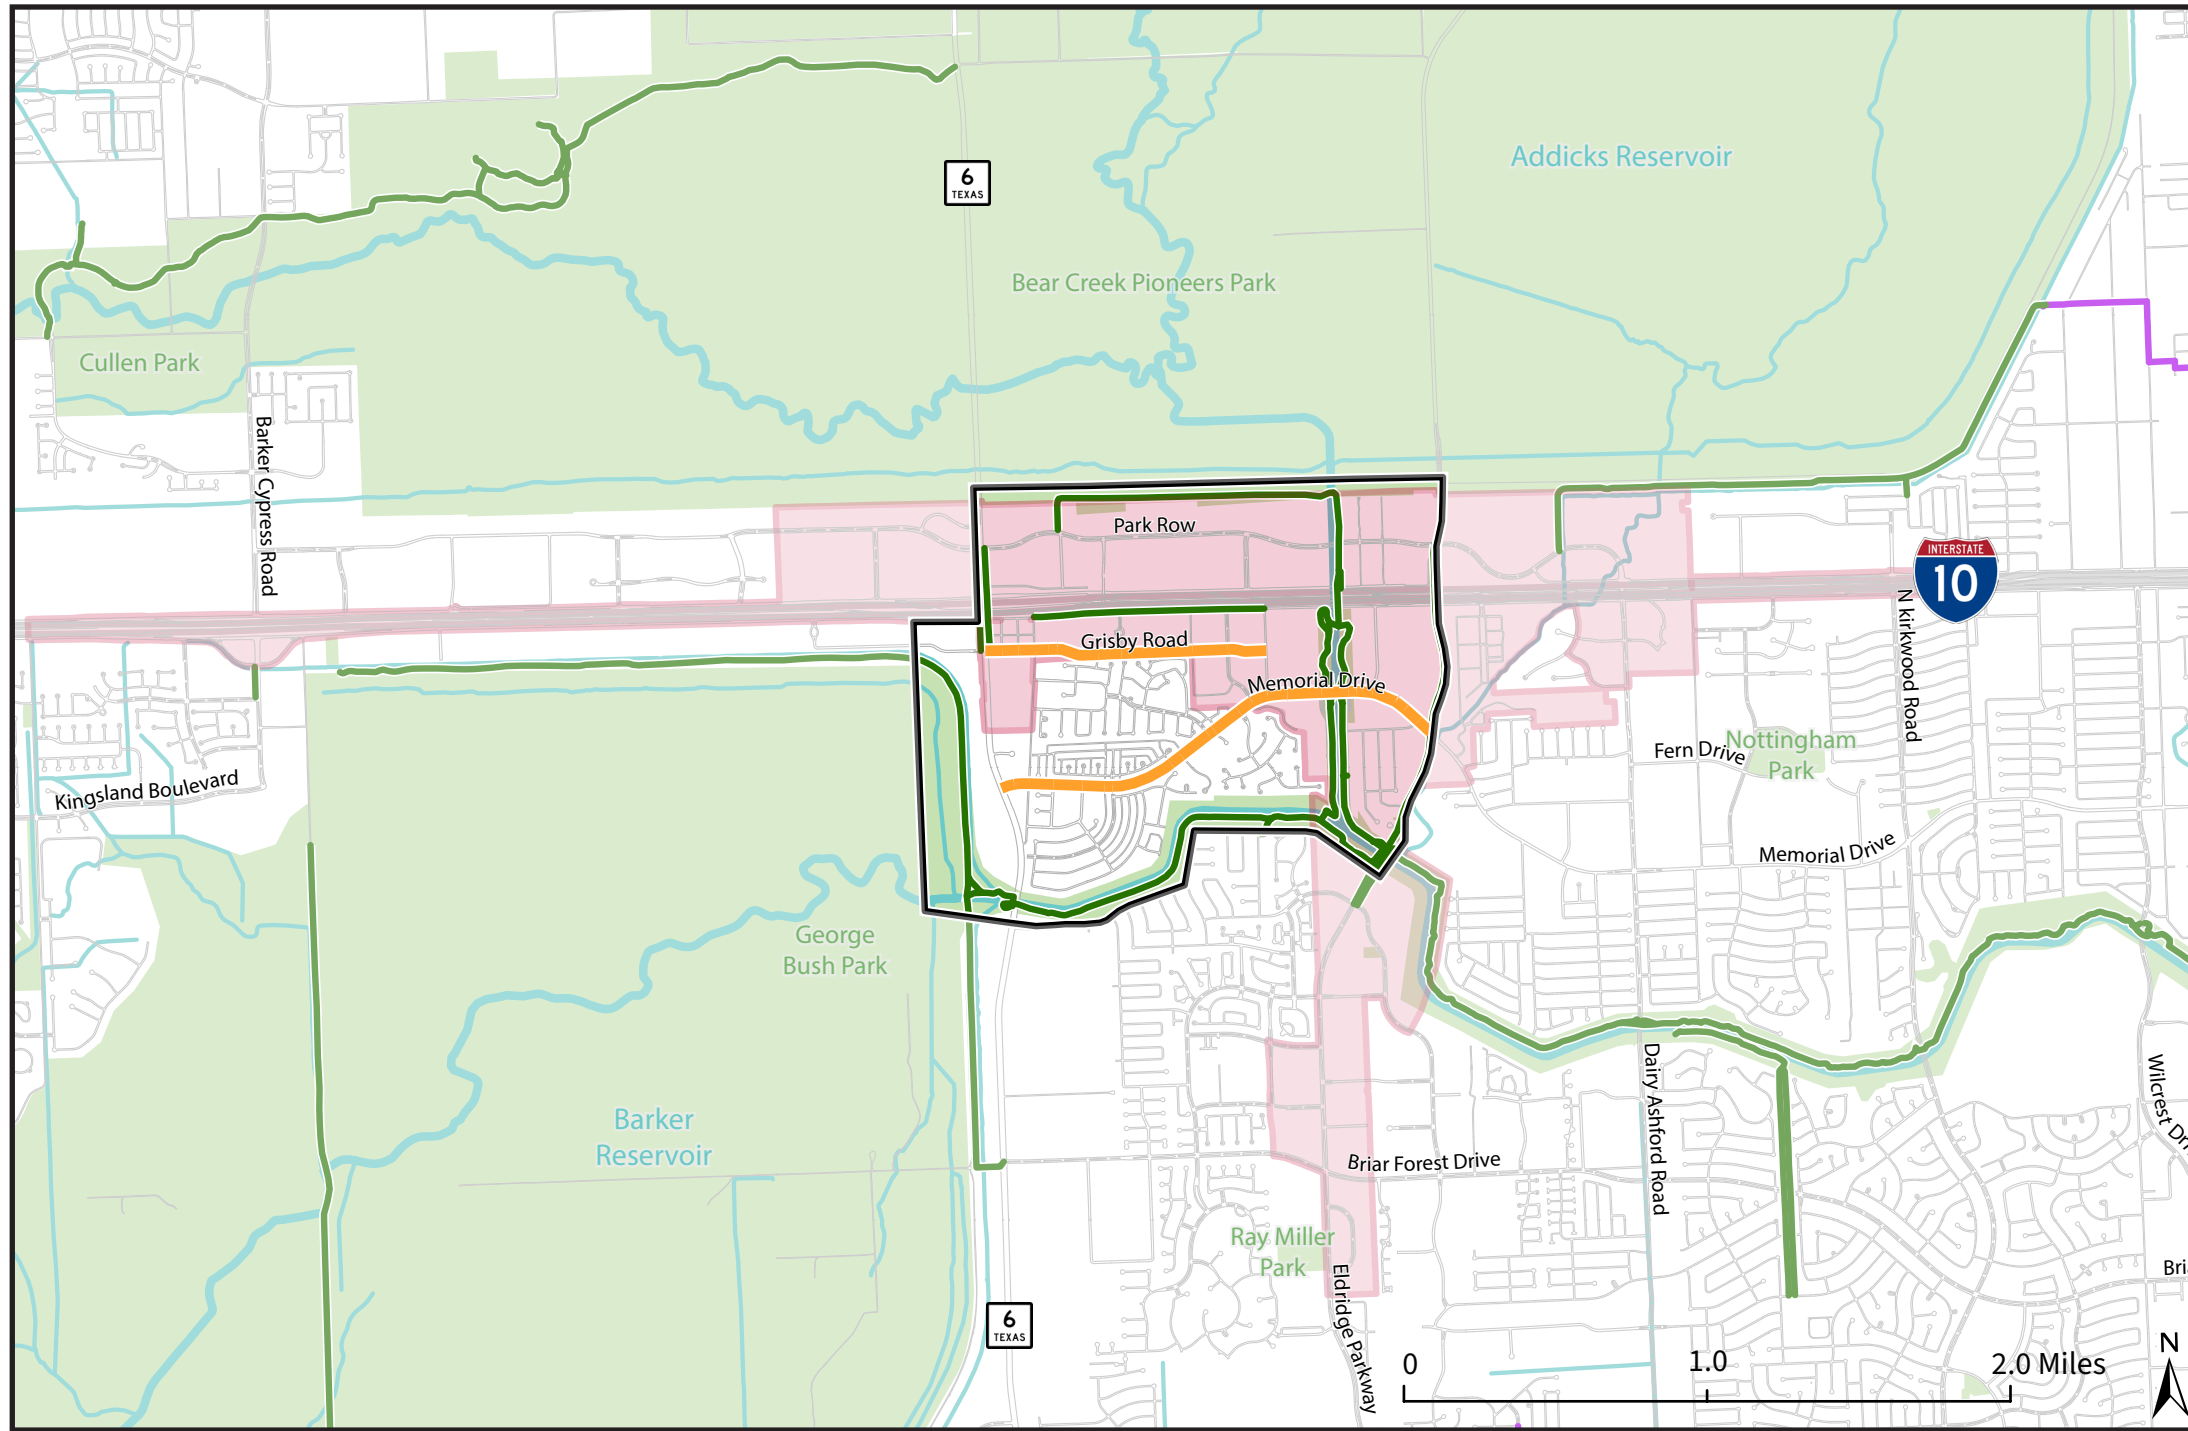 Addicks Reservoir
6
TEXAS
Bear Creek Pioneers Park
Cullen Park
Barker Cypress Road
Park Row
INTERSTATE
10
Grisby Road
N kirkwood Road
Memorial Drive
Fern Drive
Nottingham
Park
Kingsland Boulevard
Memorial Drive
George
Bush Park
Barker
Reservoir
Dairy Ashford Road
Wilcrest Dr
Briar Forest Drive
Ray Miller
Park
Bri
Eldridge Parkway
6
TEXAS
0
1.0
2.0 Miles
N